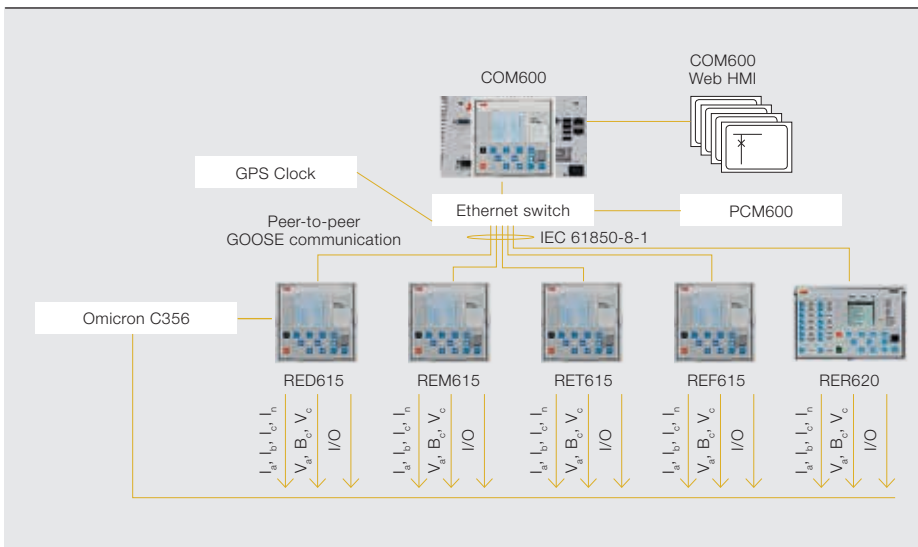 COM600
COM600
Web HMI
GPS Clock
Ethernet switch
PCM600
Peer-to-peer
GOOSE communication
IEC 61850-8-1
Omicron C356
RED615
REM615
RET615
REF615
RER620
Ia, Ib, Ic, In
Va, Bc, Vc
I/O
Ia, Ib, Ic, In
Va, Bc, Vc
I/O
Ia, Ib, Ic, In
Va, Bc, Vc
I/O
Ia, Ib, Ic, In
Va, Bc, Vc
I/O
Ia, Ib, Ic, In
Va, Bc, Vc
I/O